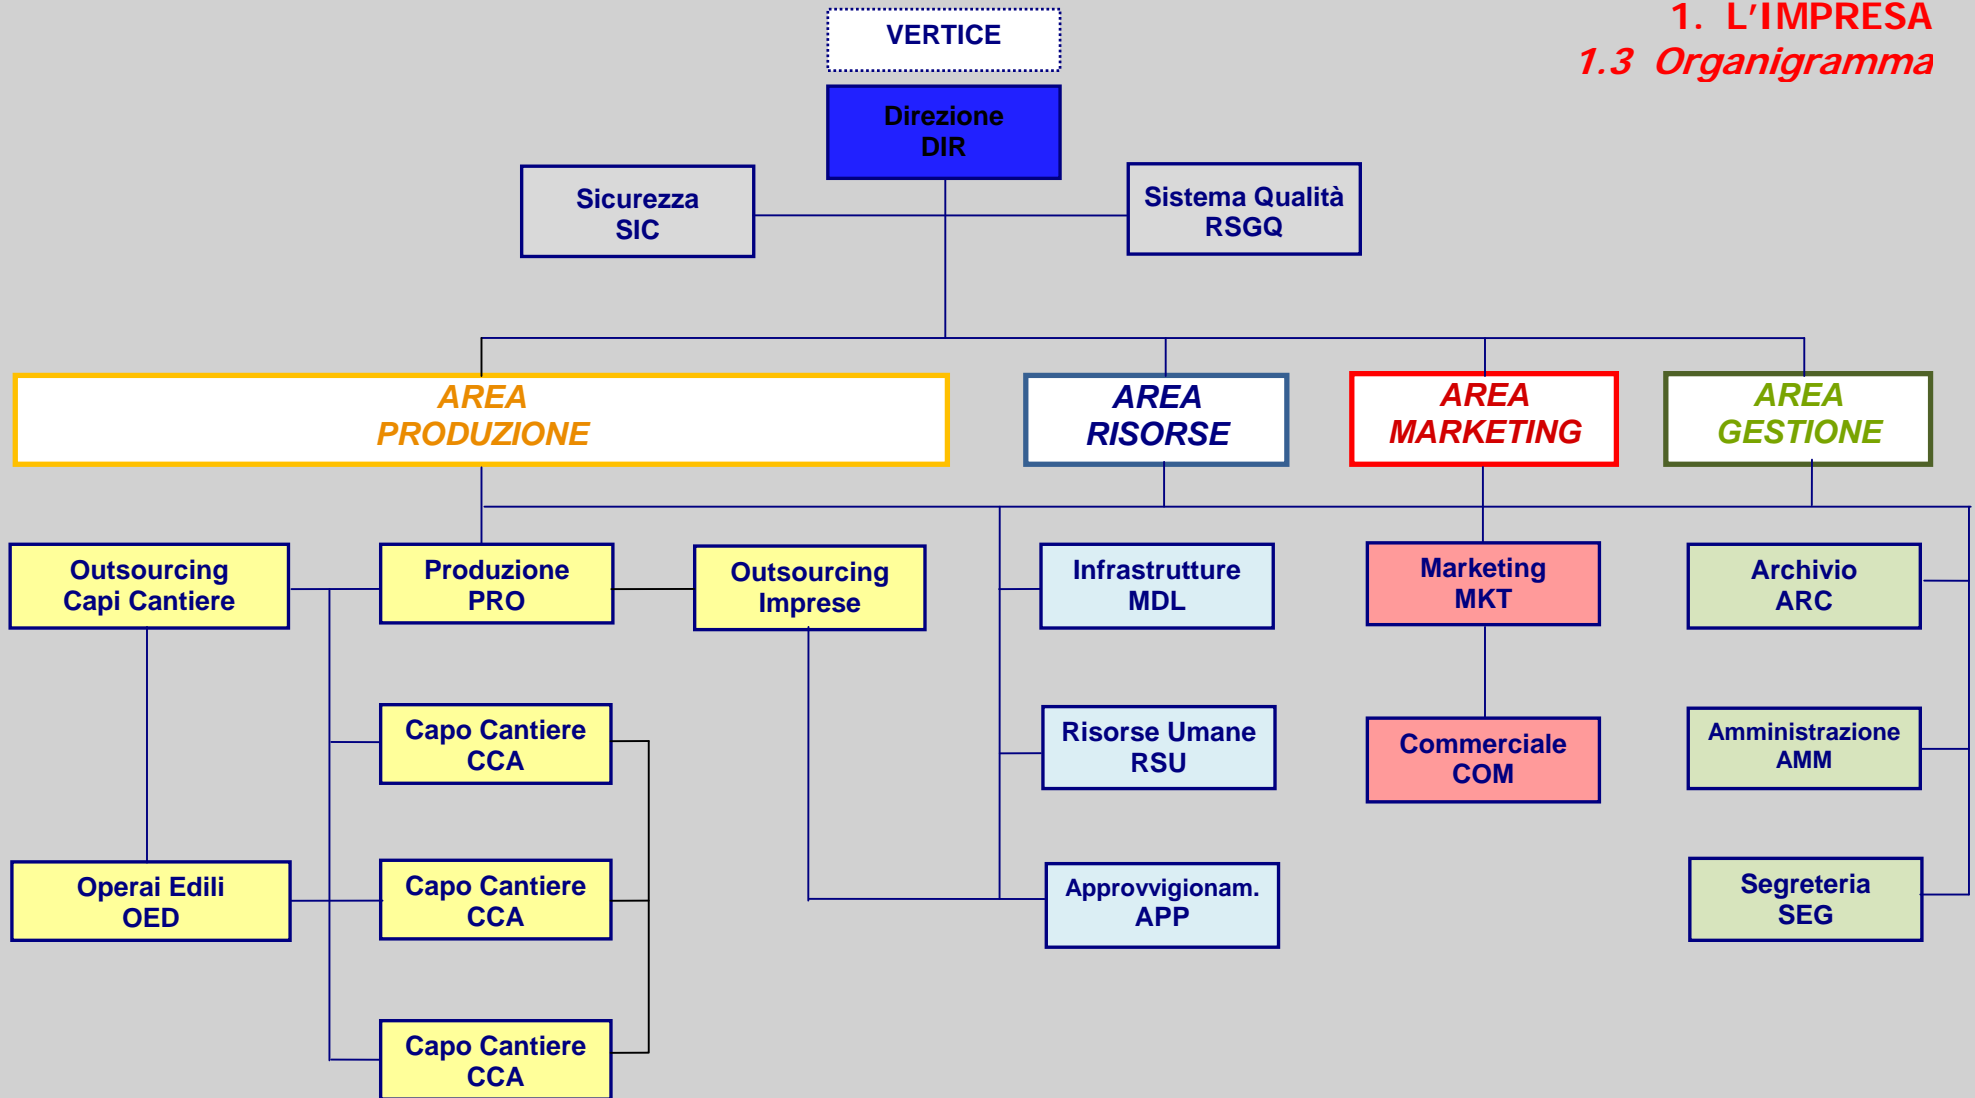 1. L'IMPRESA
1.3 Organigramma
VERTICE
Direzione
DIR
Sicurezza
SIC
Sistema Qualità
RSGQ
AREA
PRODUZIONE
AREA
RISORSE
AREA
MARKETING
AREA
GESTIONE
Outsourcing
Capi Cantiere
Produzione
PRO
Outsourcing
Imprese
Infrastrutture
MDL
Marketing
MKT
Archivio
ARC
Capo Cantiere
CCA
Risorse Umane
RSU
Commerciale
COM
Amministrazione
AMM
Operai Edili
OED
Capo Cantiere
CCA
Approvvigionam.
APP
Segreteria
SEG
Capo Cantiere
CCA